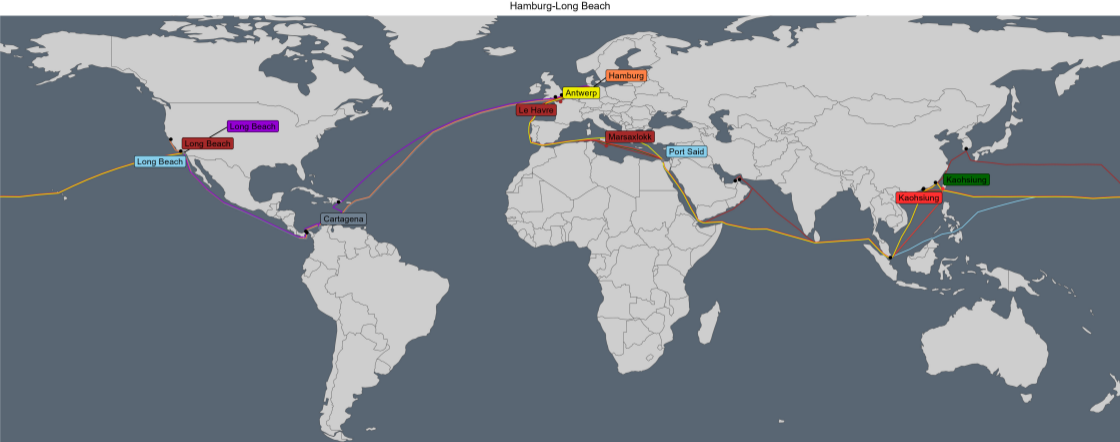 Hamburg-Long Beach
Hamburg
Antwerp
Le Havre
Long Beach
Marsaxlokk
Long Beach
Port Said
Long Beach
Kaohsiung
Kaohsiung
Cartagena